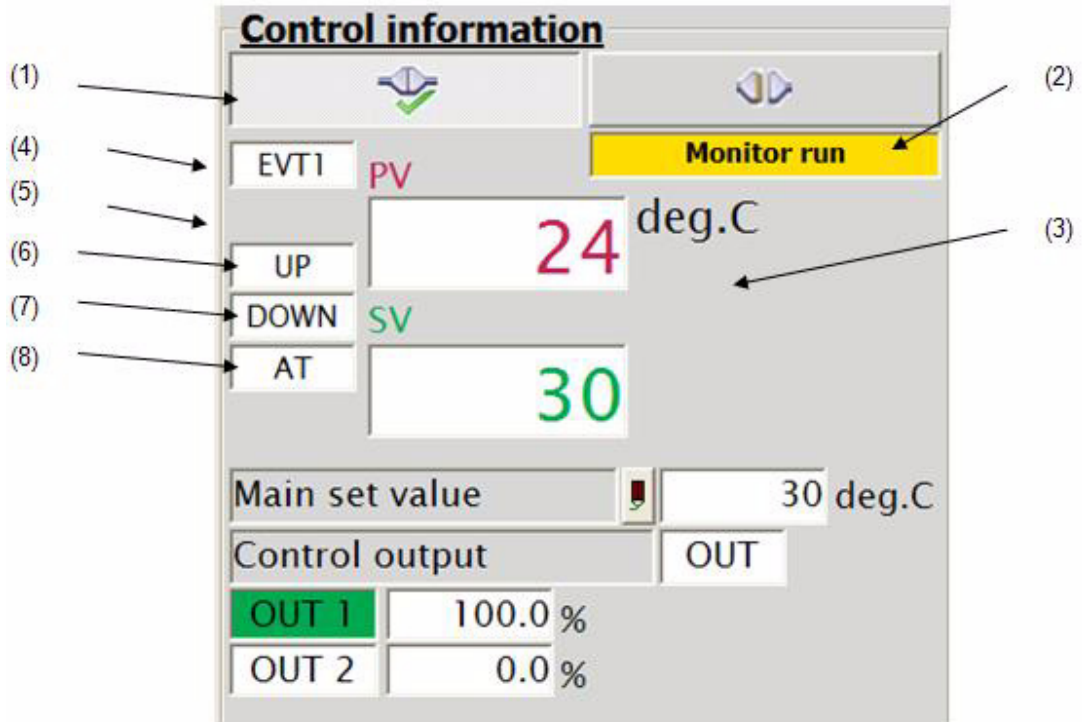 Control information
(1)
(2)
Monitor run
(4)
EVT1
PV
(5)
24 deg.C
(3)
(6)
UP
(7)
DOWN
SV
(8)
AT
30
Main set value 30 deg.C
Control output OUT
OUT 1 100.0 %
OUT 2 0.0 %